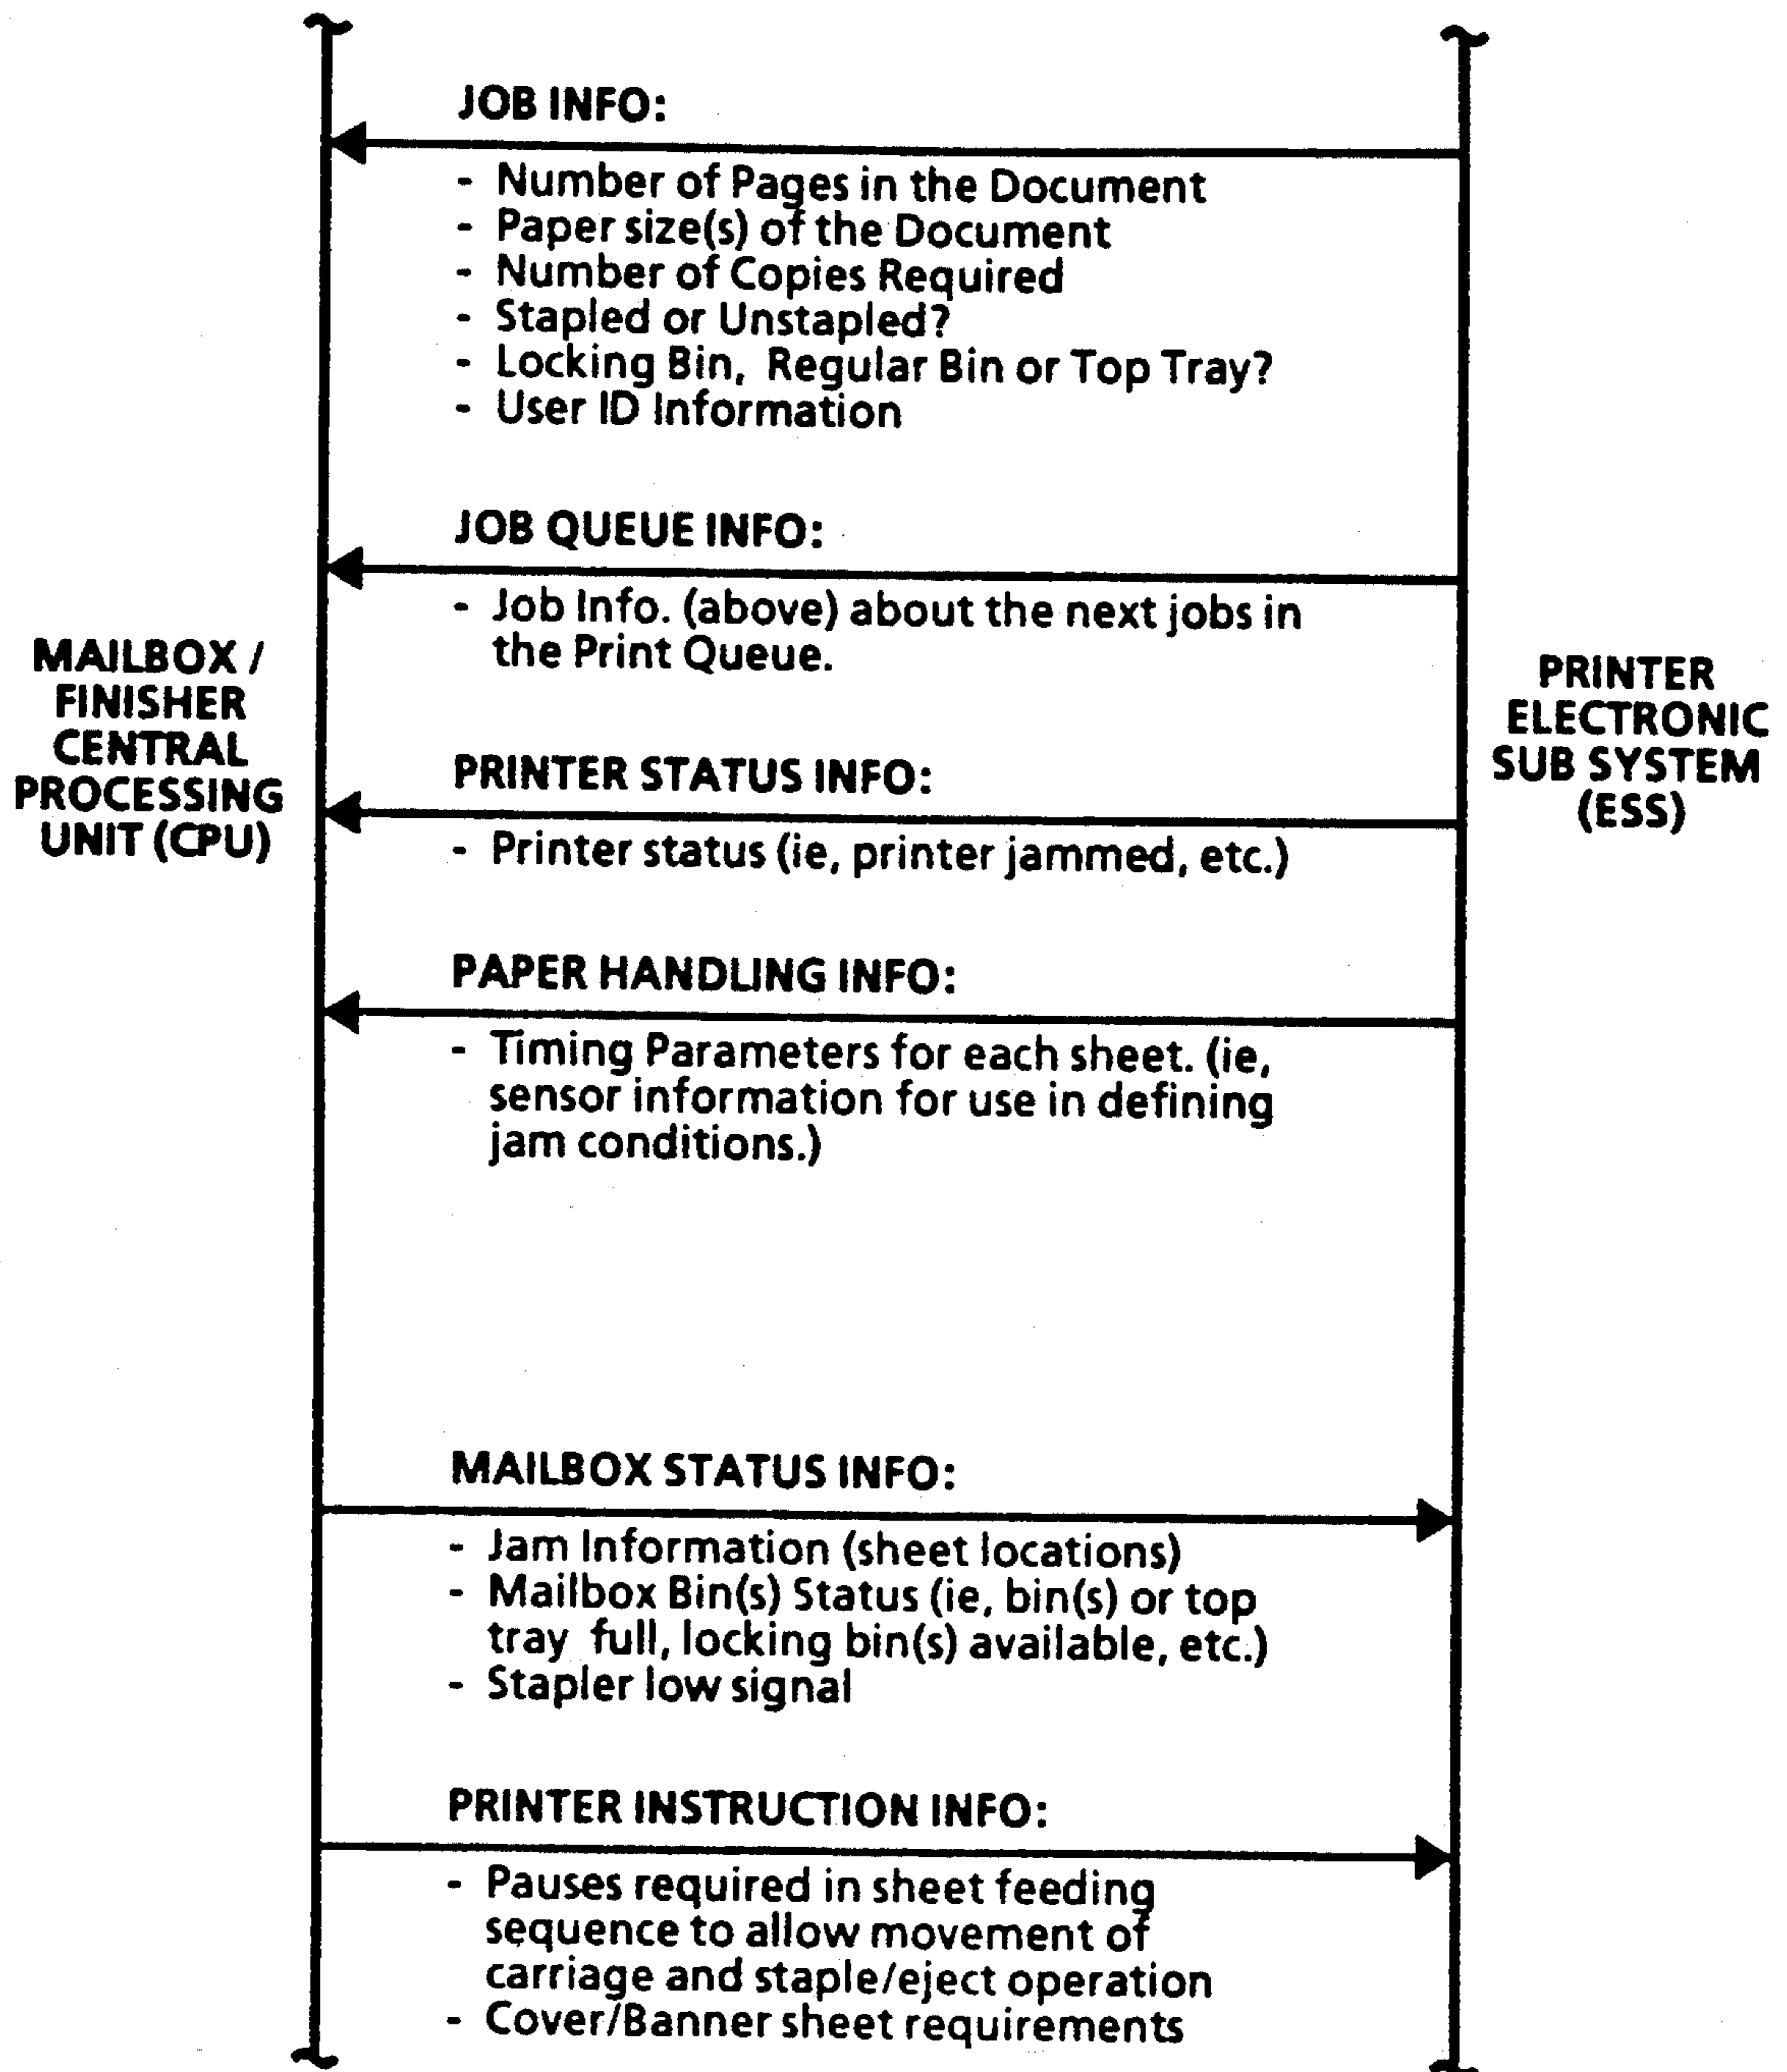 JOB INFO:
- Number of Pages in the Document
- Paper size(s) of the Document
- Number of Copies Required
- Stapled or Unstapled?
- Locking Bin, Regular Bin or Top Tray?
- User ID Information
JOB QUEUE INFO:
- Job Info. (above) about the next jobs in
the Print Queue.
MAILBOX /
FINISHER
CENTRAL
PROCESSING
UNIT (CPU)
PRINTER
ELECTRONIC
SUB SYSTEM
(ESS)
PRINTER STATUS INFO:
- Printer status (ie, printer jammed, etc.)
PAPER HANDLING INFO:
- Timing Parameters for each sheet. (ie,
sensor information for use in defining
jam conditions.)
MAILBOX STATUS INFO:
- Jam Information (sheet locations)
- Mailbox Bin(s) Status (ie, bin(s) or top
tray full, locking bin(s) available, etc.)
- Stapler low signal
PRINTER INSTRUCTION INFO:
- Pauses required in sheet feeding
sequence to allow movement of
carriage and staple/eject operation
- Cover/Banner sheet requirements